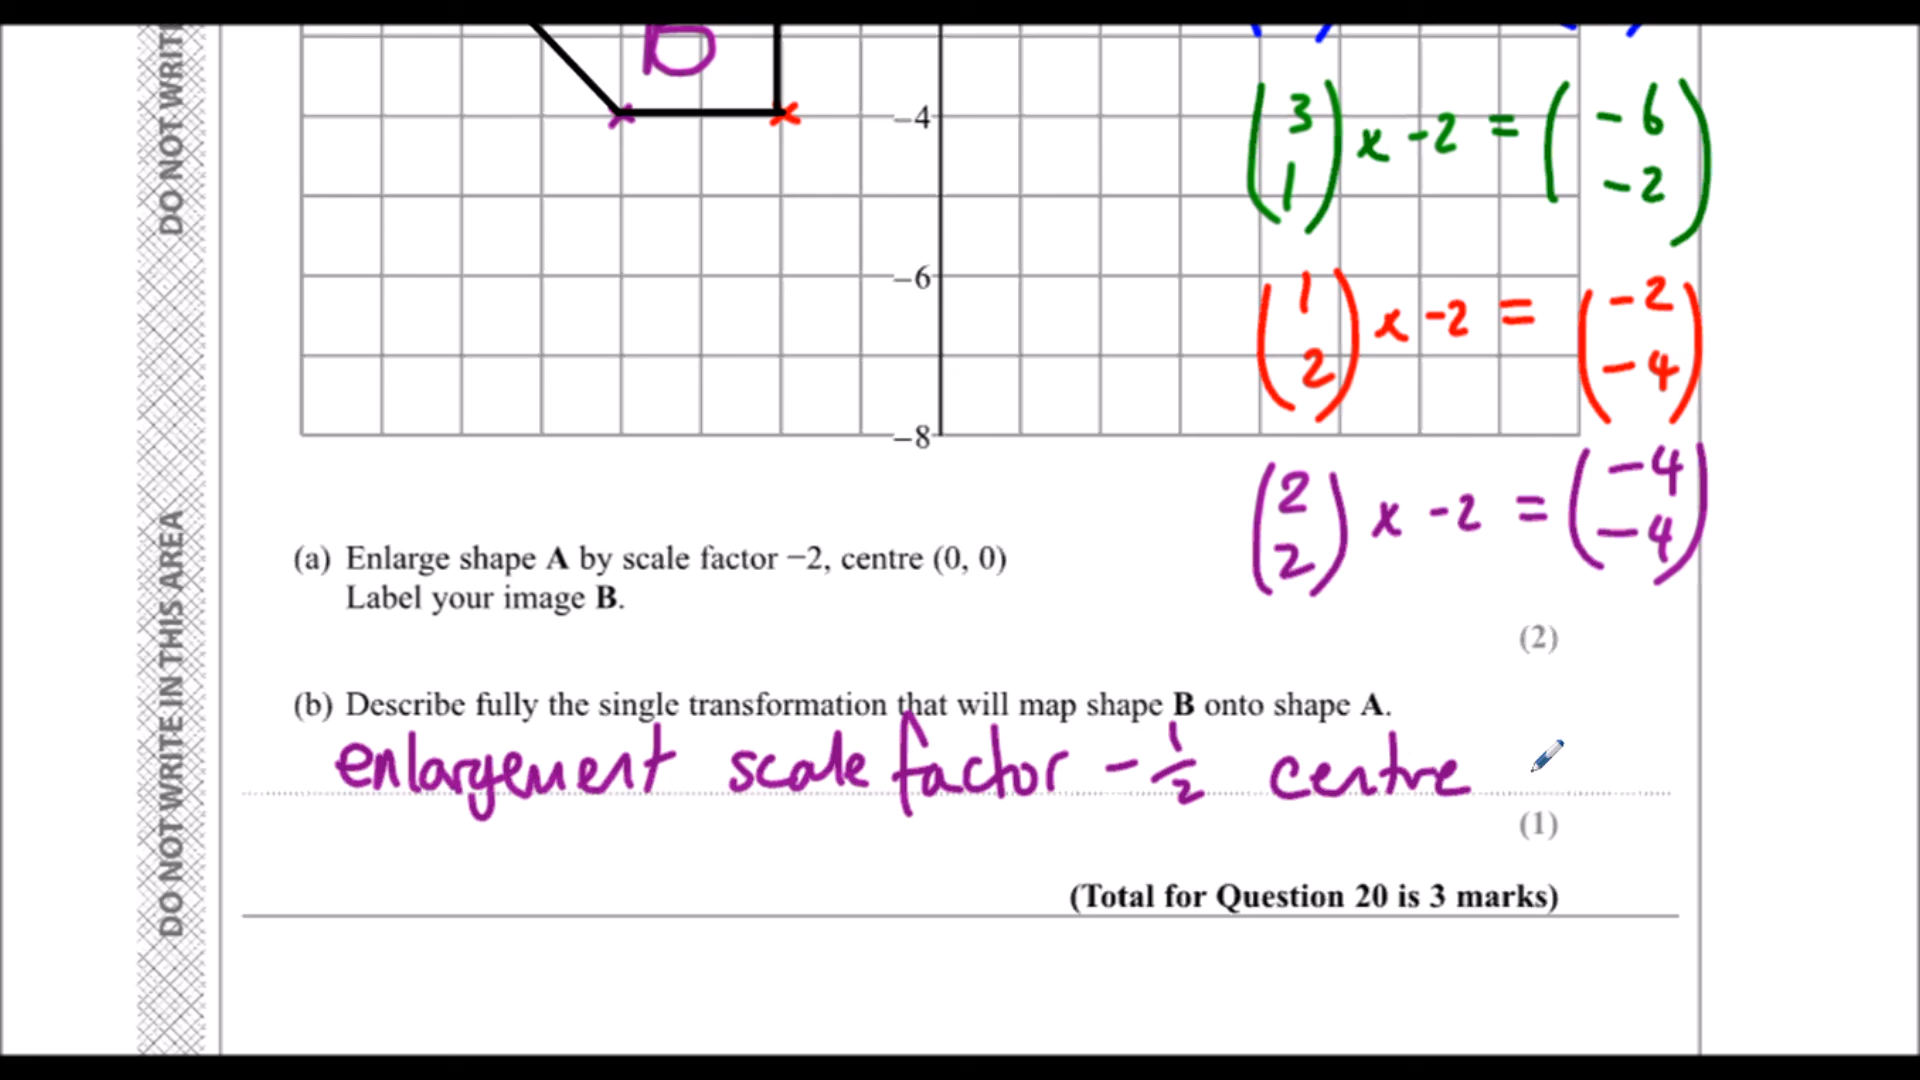 DO NOT WRIT
DO NOT WRITE IN THIS AREA
b
–4
–6
–8
(3 1) x -2 = (-6 -2)
(1 2) x -2 = (-2 -4)
(2 2) x -2 = (-4 -4)
(a) Enlarge shape A by scale factor −2, centre (0, 0)
Label your image B.
(2)
(b) Describe fully the single transformation that will map shape B onto shape A.
enlargement scale factor - 1/2 centre
(1)
(Total for Question 20 is 3 marks)